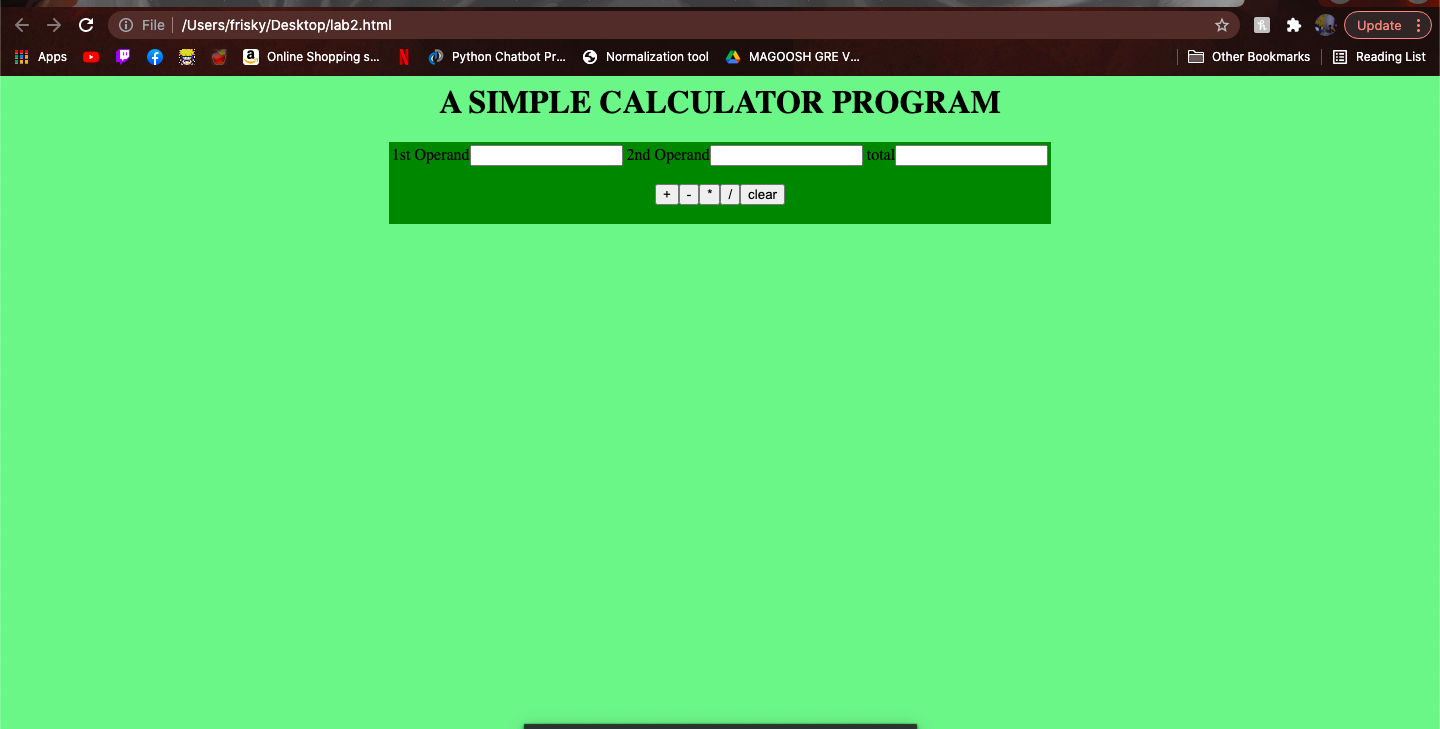 File /Users/frisky/Desktop/lab2.html Update
Apps Online Shopping s... Python Chatbot Pr... Normalization tool MAGOOSH GRE V... Other Bookmarks Reading List
A SIMPLE CALCULATOR PROGRAM
1st Operand 2nd Operand total
+ - * / clear